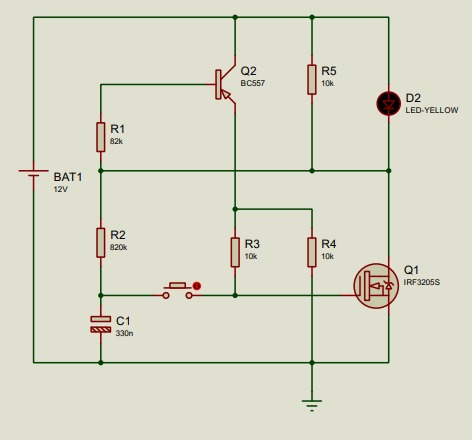 Q2
BC557
R5
10k
D2
LED-YELLOW
R1
82k
BAT1
12V
R2
820k
R3
10k
R4
10k
Q1
IRF3205S
C1
330n